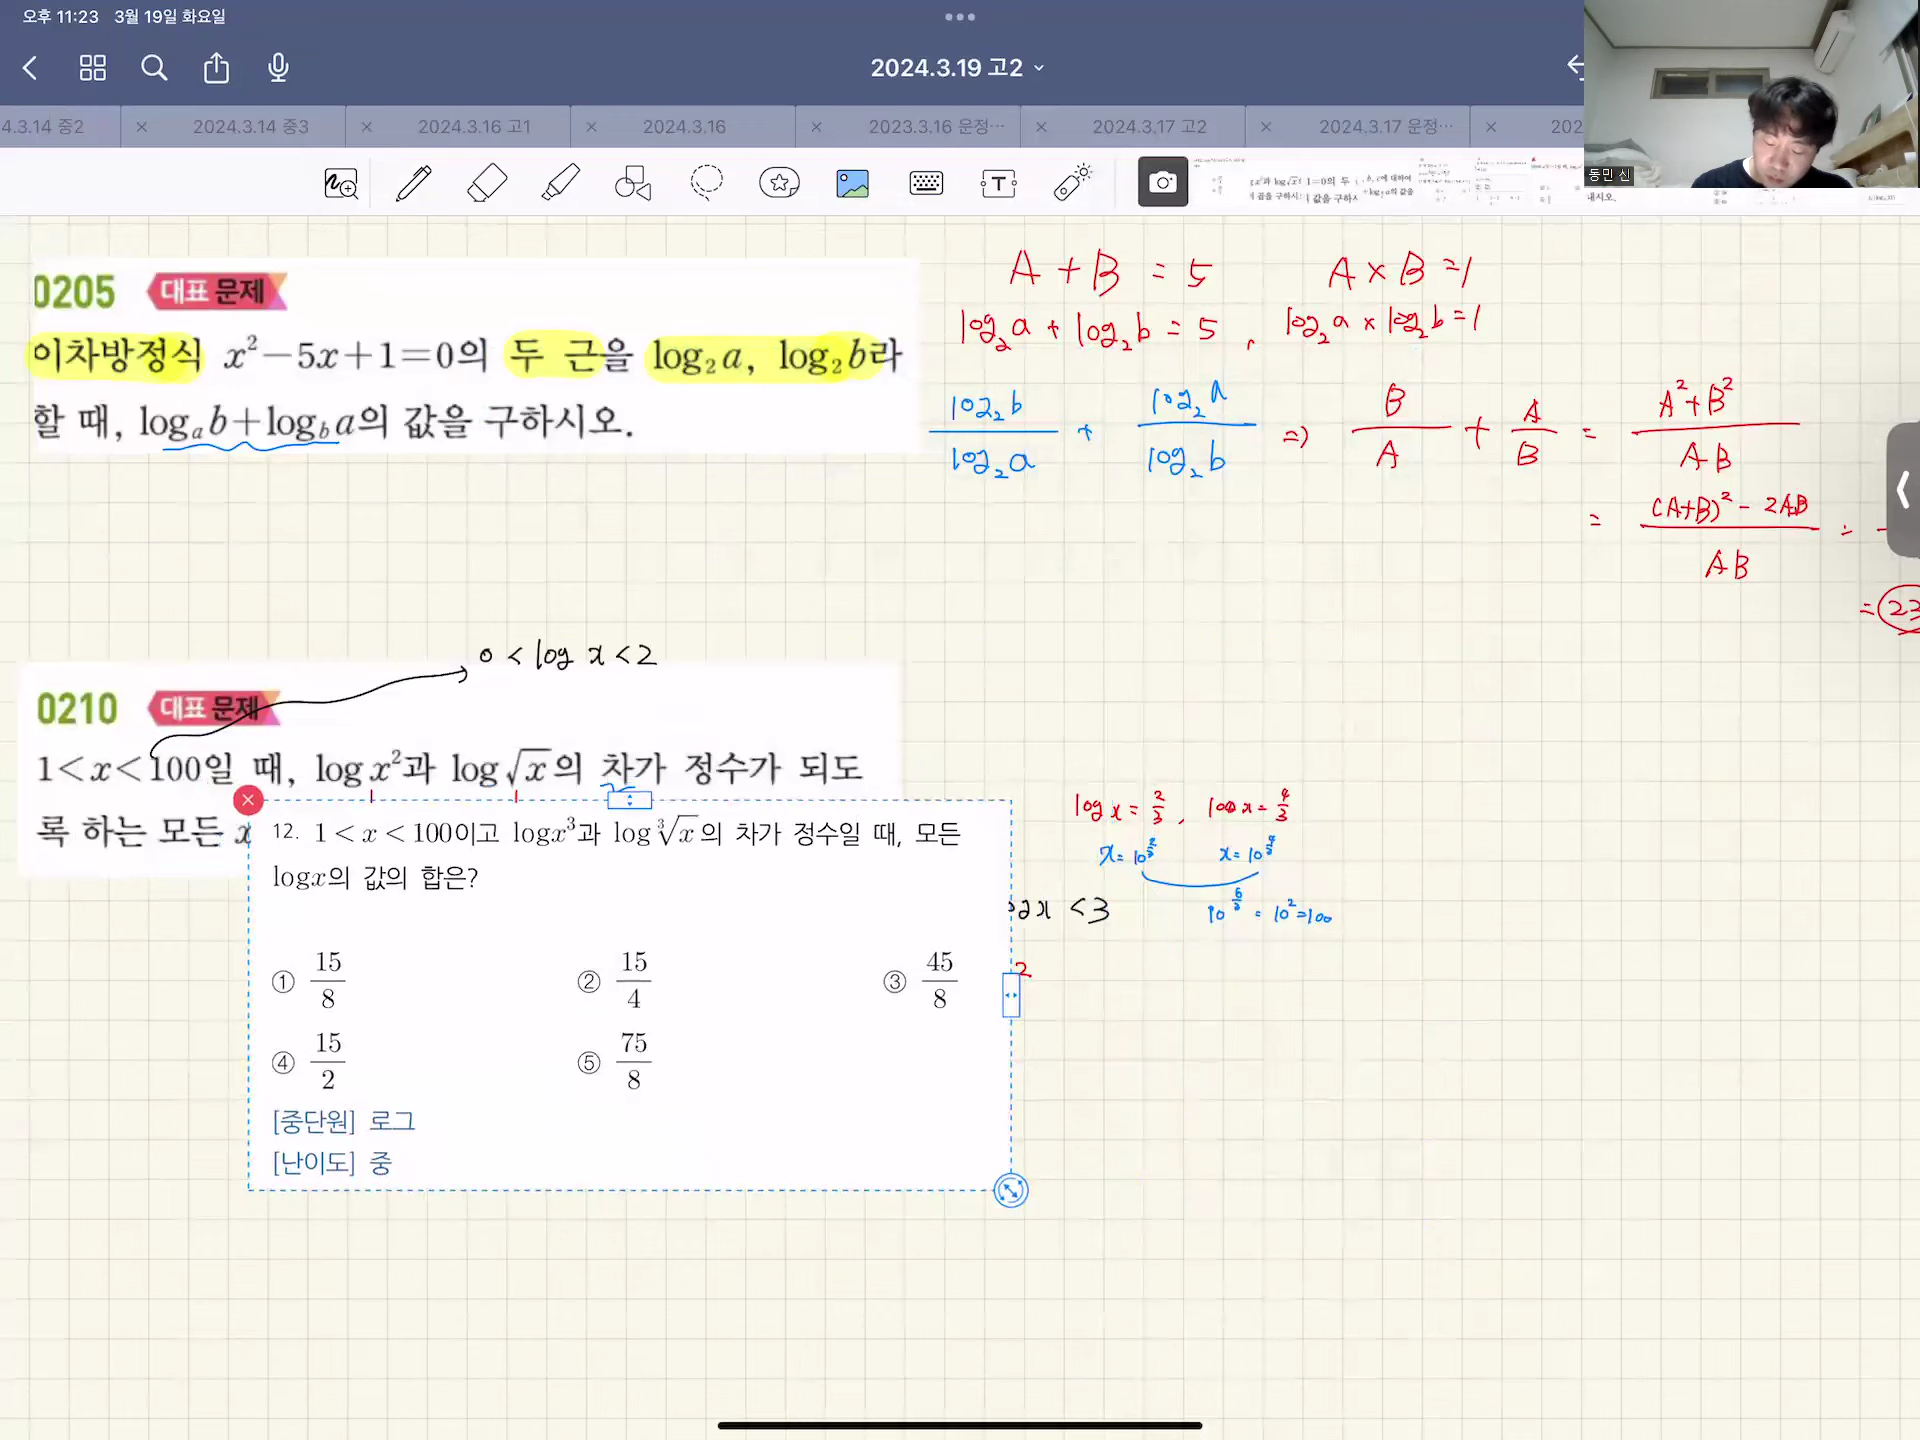 오후 11:23 3월 19일 화요일
2024.3.19 고2
4.3.14 중2
2024.3.14 중3
2024.3.16 고1
2024.3.16
2023.3.16 운정…
2024.3.17 고2
2024.3.17 운정…
202
동민 신
0205 대표 문제
이차방정식 x²−5x+1=0의 두 근을 log₂a, log₂b라
할 때, logₐb+log_b a의 값을 구하시오.
A + B = 5 A × B = 1
log₂a + log₂b = 5 , log₂a × log₂b = 1
log₂b / log₂a + log₂a / log₂b ⇒ B/A + A/B = A²+B² / AB
= (A+B)² − 2AB / AB =
= 23
0 < log x < 2
0210 대표 문제
1<x<100일 때, log x²과 log √x의 차가 정수가 되도
록 하는 모든 x
log x = 2/3 , log x = 4/3
x = 10^(2/3) x = 10^(4/3)
10^(6/3) = 10² = 100
x < 3
2
12. 1 < x < 100이고 logx³과 log ∛x의 차가 정수일 때, 모든
logx의 값의 합은?
① 15/8 ② 15/4 ③ 45/8
④ 15/2 ⑤ 75/8
[중단원] 로그
[난이도] 중